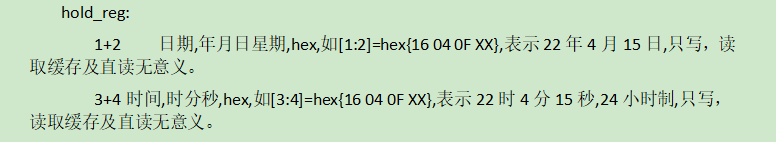 hold_reg:
1+2 日期,年月日星期,hex,如[1:2]=hex{16 04 0F XX},表示 22 年 4 月 15 日,只写，读
取缓存及直读无意义。
3+4 时间,时分秒,hex,如[3:4]=hex{16 04 0F XX},表示 22 时 4 分 15 秒,24 小时制,只写，
读取缓存及直读无意义。